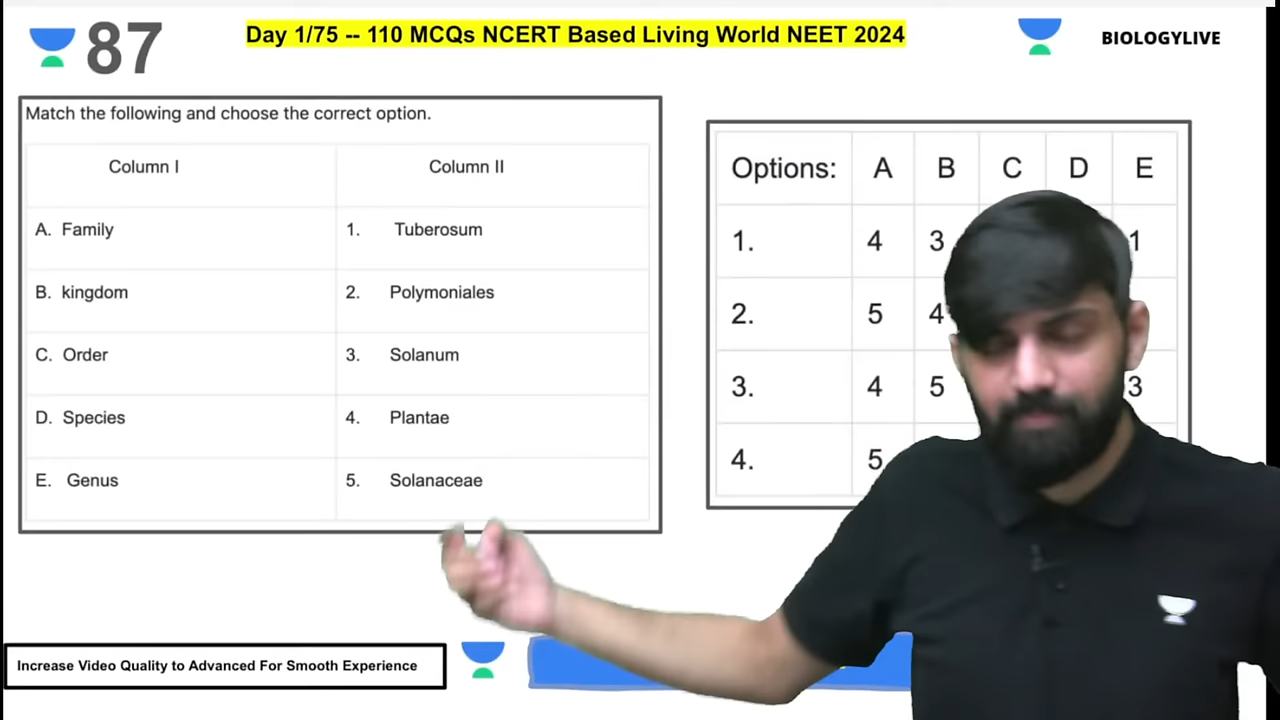 87
Day 1/75 -- 110 MCQs NCERT Based Living World NEET 2024
BIOLOGYLIVE
Match the following and choose the correct option.
Column I Column II
A. Family 1. Tuberosum
B. kingdom 2. Polymoniales
C. Order 3. Solanum
D. Species 4. Plantae
E. Genus 5. Solanaceae
Options: A B C D E
1. 4 3 1
2. 5 4
3. 4 5 3
4. 5
Increase Video Quality to Advanced For Smooth Experience